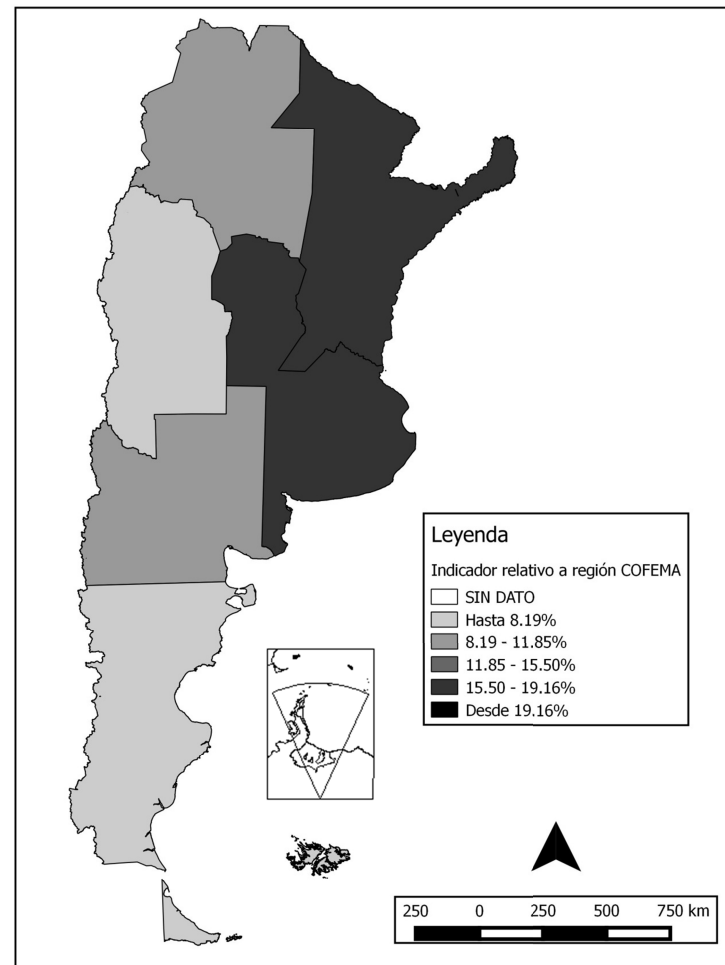 Leyenda
Indicador relativo a región COFEMA
SIN DATO
Hasta 8.19%
8.19 - 11.85%
11.85 - 15.50%
15.50 - 19.16%
Desde 19.16%
250 0 250 500 750 km